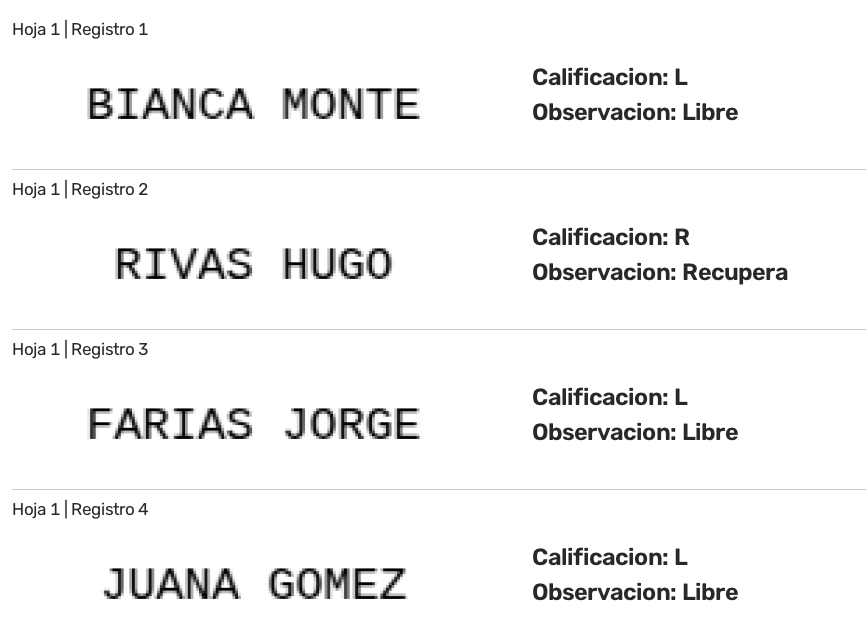 Hoja 1 | Registro 1
BIANCA MONTE
Calificacion: L
Observacion: Libre
Hoja 1 | Registro 2
RIVAS HUGO
Calificacion: R
Observacion: Recupera
Hoja 1 | Registro 3
FARIAS JORGE
Calificacion: L
Observacion: Libre
Hoja 1 | Registro 4
JUANA GOMEZ
Calificacion: L
Observacion: Libre